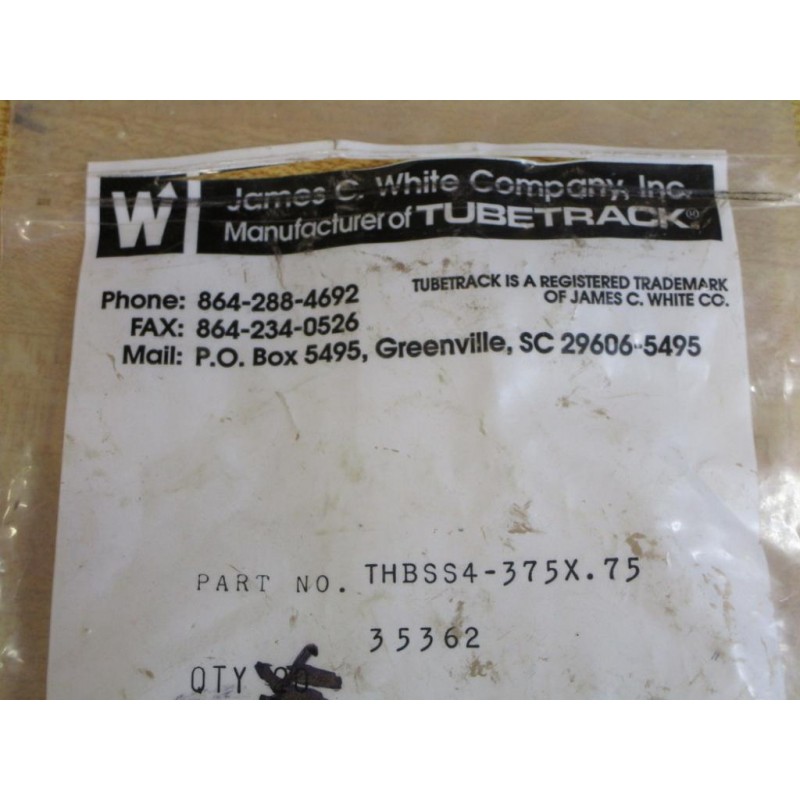 W
James C. White Company, Inc.
Manufacturer of TUBETRACK®
Phone: 864-288-4692
FAX: 864-234-0526
Mail: P.O. Box 5495, Greenville, SC 29606-5495
TUBETRACK IS A REGISTERED TRADEMARK
OF JAMES C. WHITE CO.
PART NO. THBSS4-375X.75
35362
QTY